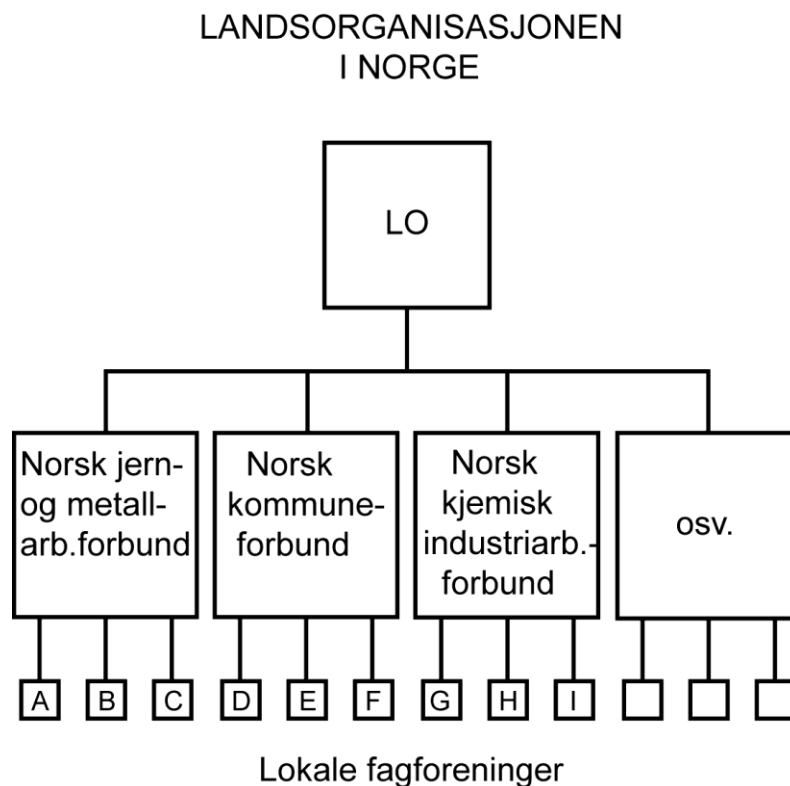 LANDSORGANISASJONEN
I NORGE
LO
Norsk jern-
og metall-
arb.forbund
Norsk
kommune-
forbund
Norsk
kjemisk
industriarb.-
forbund
osv.
A
B
C
D
E
F
G
H
I
Lokale fagforeninger